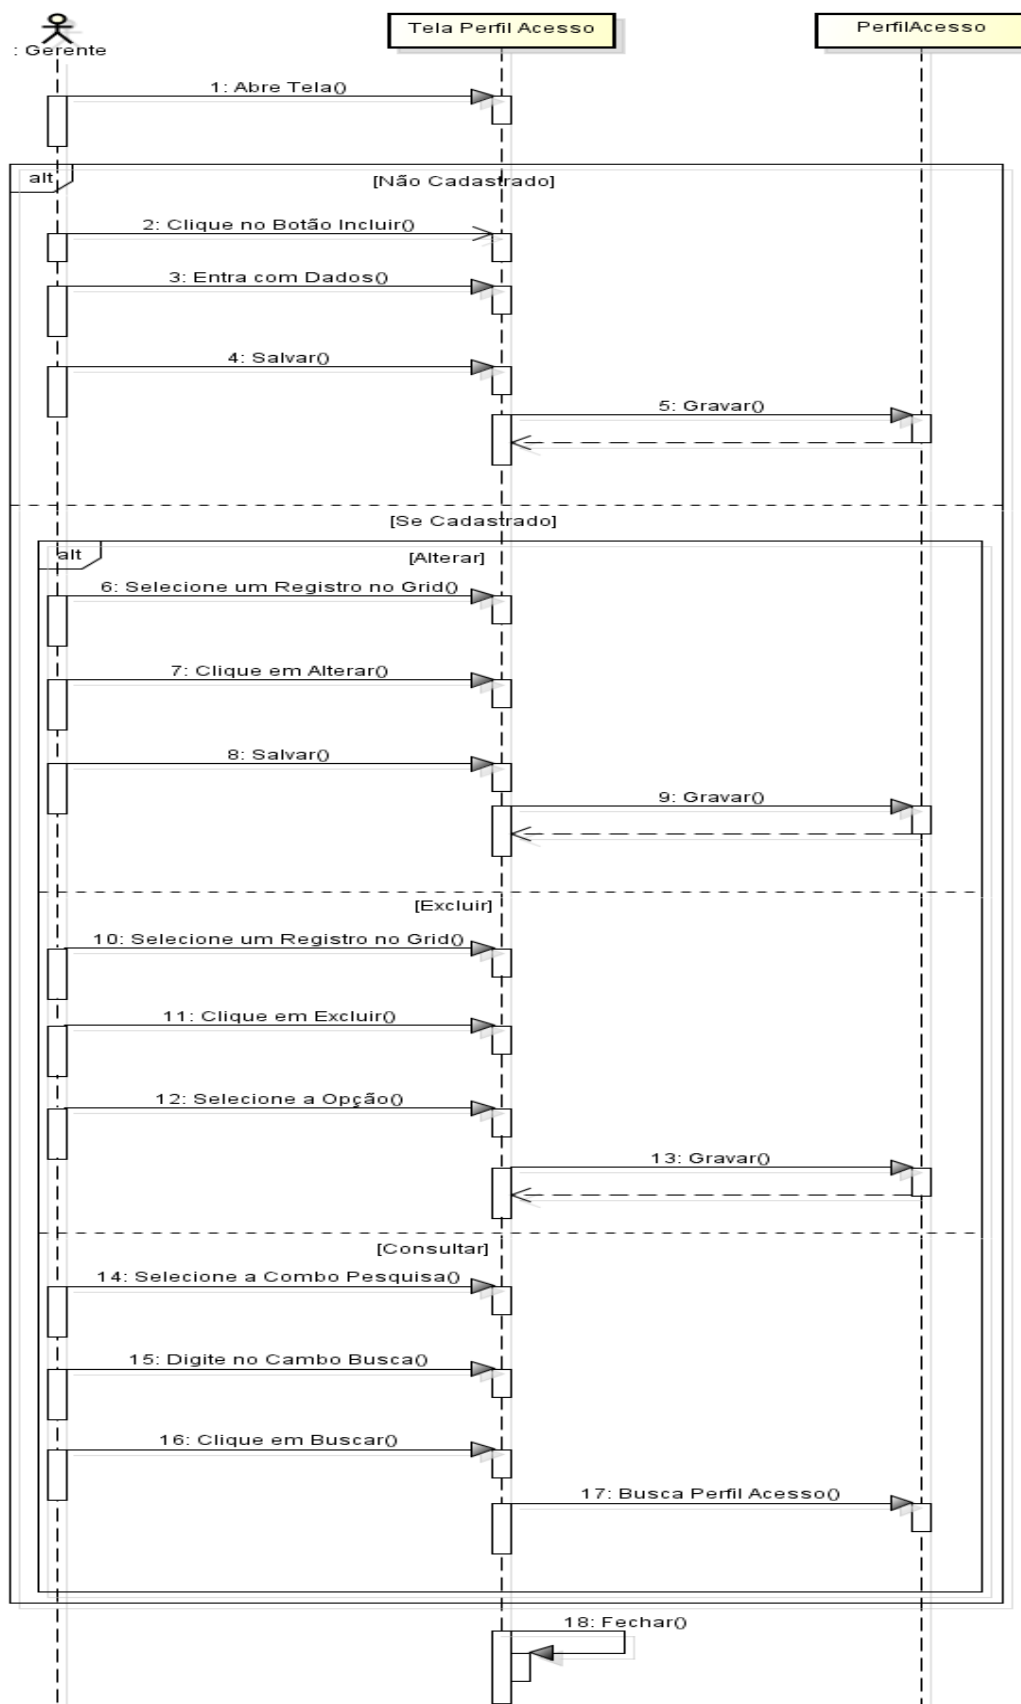 : Gerente
Tela Perfil Acesso
PerfilAcesso
1: Abre Tela()
alt
[Não Cadastrado]
2: Clique no Botão Incluir()
3: Entra com Dados()
4: Salvar()
5: Gravar()
[Se Cadastrado]
alt
[Alterar]
6: Selecione um Registro no Grid()
7: Clique em Alterar()
8: Salvar()
9: Gravar()
[Excluir]
10: Selecione um Registro no Grid()
11: Clique em Excluir()
12: Selecione a Opção()
13: Gravar()
[Consultar]
14: Selecione a Combo Pesquisa()
15: Digite no Cambo Busca()
16: Clique em Buscar()
17: Busca Perfil Acesso()
18: Fechar()